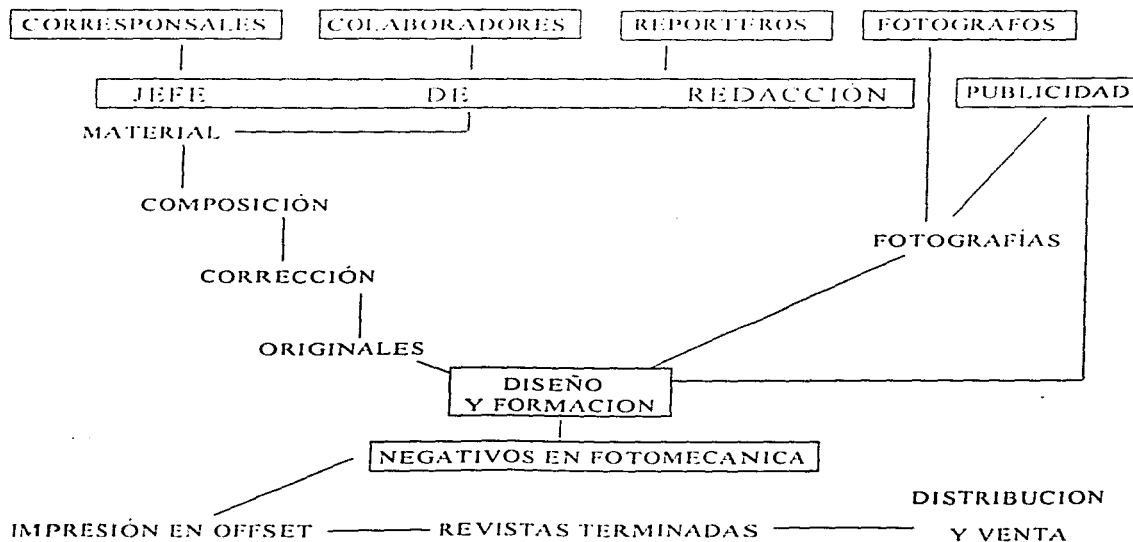 CORRESPONSALES COLABORADORES REPORTEROS FOTOGRAFOS
JEFE DE REDACCIÓN PUBLICIDAD
MATERIAL
COMPOSICIÓN
FOTOGRAFÍAS
CORRECCIÓN
ORIGINALES
DISEÑO
Y FORMACION
NEGATIVOS EN FOTOMECANICA
DISTRIBUCION
IMPRESIÓN EN OFFSET REVISTAS TERMINADAS Y VENTA